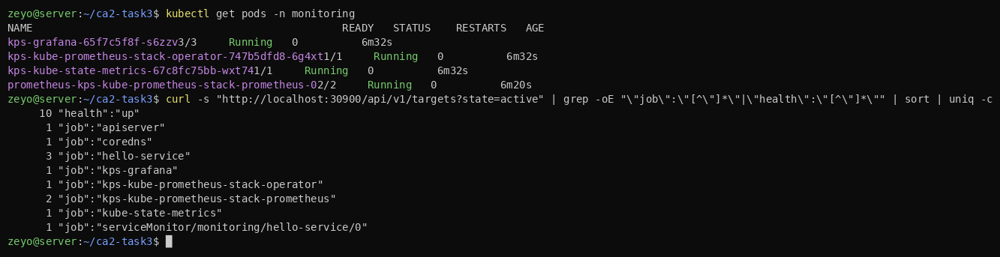 zeyo@server:~/ca2-task3$ kubectl get pods -n monitoring
NAME                                                 READY   STATUS    RESTARTS   AGE
kps-grafana-65f7c5f8f-s6zzv3/3     Running   0          6m32s
kps-kube-prometheus-stack-operator-747b5dfd8-6g4xt1/1     Running   0          6m32s
kps-kube-state-metrics-67c8fc75bb-wxt741/1     Running   0          6m32s
prometheus-kps-kube-prometheus-stack-prometheus-02/2     Running   0          6m20s
zeyo@server:~/ca2-task3$ curl -s "http://localhost:30900/api/v1/targets?state=active" | grep -oE "\"job\":\"[^\"]*\"|\"health\":\"[^\"]*\"" | sort | uniq -c
     10 "health":"up"
      1 "job":"apiserver"
      1 "job":"coredns"
      3 "job":"hello-service"
      1 "job":"kps-grafana"
      1 "job":"kps-kube-prometheus-stack-operator"
      2 "job":"kps-kube-prometheus-stack-prometheus"
      1 "job":"kube-state-metrics"
      1 "job":"serviceMonitor/monitoring/hello-service/0"
zeyo@server:~/ca2-task3$